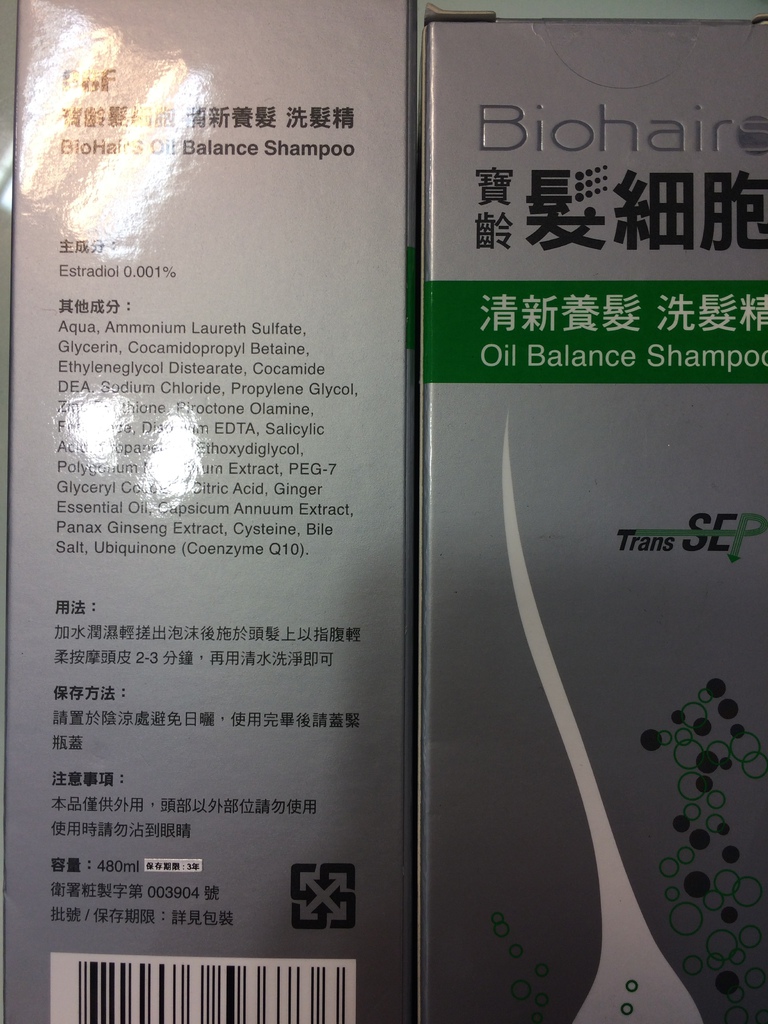 細胞 清新養髮 洗髮精
BioHairS Oil Balance Shampoo
主成分：
Estradiol 0.001%
其他成分：
Aqua, Ammonium Laureth Sulfate,
Glycerin, Cocamidopropyl Betaine,
Ethyleneglycol Distearate, Cocamide
DEA, Sodium Chloride, Propylene Glycol,
Piroctone Olamine,
EDTA, Salicylic
Ethoxydiglycol,
Extract, PEG-7
Glyceryl Citric Acid, Ginger
Essential Oil, Capsicum Annuum Extract,
Panax Ginseng Extract, Cysteine, Bile
Salt, Ubiquinone (Coenzyme Q10).
用法：
加水潤濕輕搓出泡沫後施於頭髮上以指腹輕
柔按摩頭皮 2-3 分鐘，再用清水洗淨即可
保存方法：
請置於陰涼處避免日曬，使用完畢後請蓋緊
瓶蓋
注意事項：
本品僅供外用，頭部以外部位請勿使用
使用時請勿沾到眼睛
容量：480ml 保存期限：3年
衛署粧製字第 003904 號
批號 / 保存期限：詳見包裝
Biohairs
寶齡 髮細胞
清新養髮 洗髮精
Oil Balance Shampoo
Trans SEP